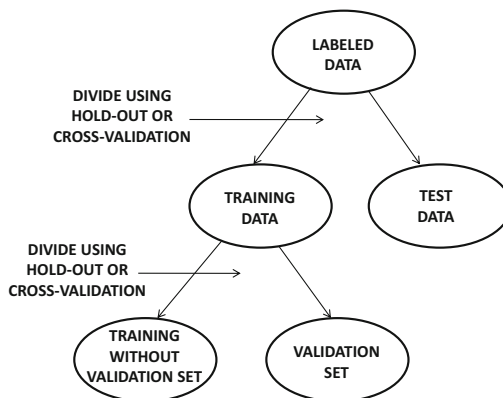 LABELED
DATA
DIVIDE USING
HOLD-OUT OR
CROSS-VALIDATION
TRAINING
DATA
TEST
DATA
DIVIDE USING
HOLD-OUT OR
CROSS-VALIDATION
TRAINING
WITHOUT
VALIDATION SET
VALIDATION
SET